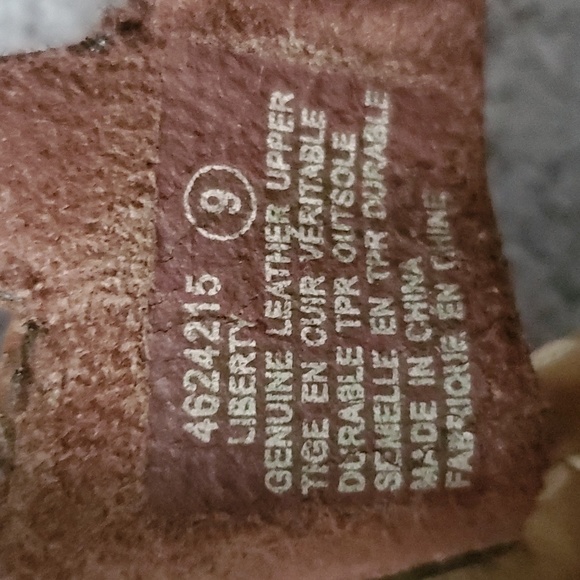 4624215 9
LIBERTY
GENUINE LEATHER UPPER
TIGE EN CUIR VÉRITABLE
DURABLE TPR OUTSOLE
SEMELLE EN TPR DURABLE
MADE IN CHINA
FABRIQUE EN CHINE